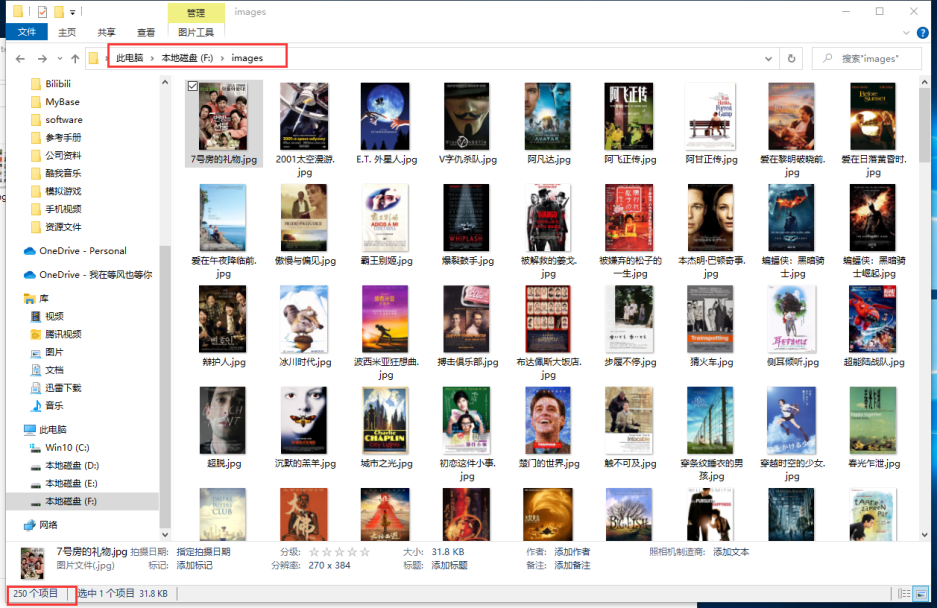 管理
images
文件
主页
共享
查看
图片工具
此电脑 › 本地磁盘 (F:) › images
搜索"images"
Bilibili
MyBase
software
参考手册
公司资料
酷我音乐
模拟游戏
手机视频
资源文件
OneDrive - Personal
OneDrive - 我在等风也等你
库
视频
腾讯视频
图片
文档
迅雷下载
音乐
此电脑
Win10 (C:)
本地磁盘 (D:)
本地磁盘 (E:)
本地磁盘 (F:)
网络
7号房的礼物.jpg
2001太空漫游.jpg
E.T. 外星人.jpg
V字仇杀队.jpg
阿凡达.jpg
阿飞正传.jpg
阿甘正传.jpg
爱在黎明破晓前.jpg
爱在日落黄昏时.jpg
爱在午夜降临前.jpg
傲慢与偏见.jpg
霸王别姬.jpg
爆裂鼓手.jpg
被解救的姜戈.jpg
被嫌弃的松子的一生.jpg
本杰明·巴顿奇事.jpg
蝙蝠侠：黑暗骑士.jpg
蝙蝠侠：黑暗骑士崛起.jpg
辩护人.jpg
冰川时代.jpg
波西米亚狂想曲.jpg
搏击俱乐部.jpg
布达佩斯大饭店.jpg
步履不停.jpg
猜火车.jpg
侧耳倾听.jpg
超能陆战队.jpg
超脱.jpg
沉默的羔羊.jpg
城市之光.jpg
初恋这件小事.jpg
楚门的世界.jpg
触不可及.jpg
穿条纹睡衣的男孩.jpg
穿越时空的少女.jpg
春光乍泄.jpg
7号房的礼物.jpg 拍摄日期: 指定拍摄日期 分级: ☆☆☆☆☆ 大小: 31.8 KB 作者: 添加作者 照相机制造商: 添加文本
图片文件(.jpg) 标记: 添加标记 分辨率: 270 x 384 标题: 添加标题 备注: 添加备注
250 个项目 选中 1 个项目 31.8 KB